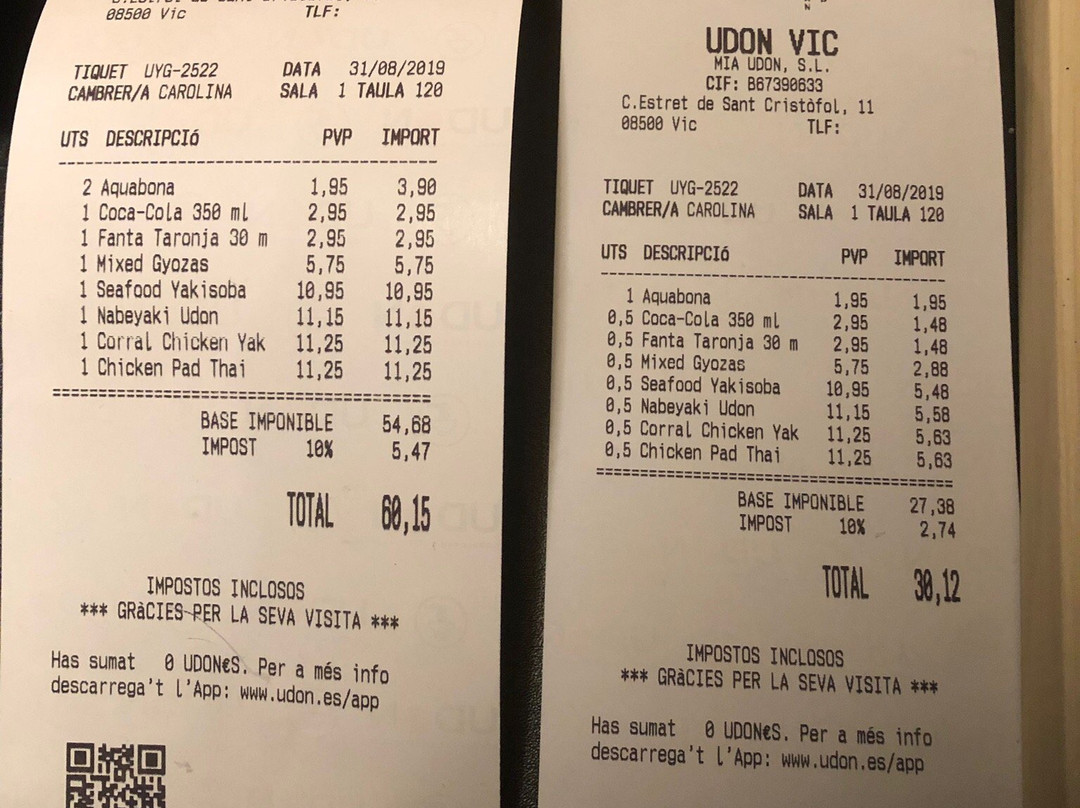 08500 Vic TLF:
TIQUET UYG-2522 DATA 31/08/2019
CAMBRER/A CAROLINA SALA 1 TAULA 120
UTS DESCRIPCIó PVP IMPORT
2 Aquabona 1,95 3,90
1 Coca-Cola 350 ml 2,95 2,95
1 Fanta Taronja 30 m 2,95 2,95
1 Mixed Gyozas 5,75 5,75
1 Seafood Yakisoba 10,95 10,95
1 Nabeyaki Udon 11,15 11,15
1 Corral Chicken Yak 11,25 11,25
1 Chicken Pad Thai 11,25 11,25
BASE IMPONIBLE 54,68
IMPOST 10% 5,47
TOTAL 60,15
IMPOSTOS INCLOSOS
*** GRàCIES PER LA SEVA VISITA ***
Has sumat 0 UDON€S. Per a més info
descarrega't l'App: www.udon.es/app
UDON VIC
MIA UDON, S.L.
CIF: B67390633
C.Estret de Sant Cristòfol, 11
08500 Vic TLF:
TIQUET UYG-2522 DATA 31/08/2019
CAMBRER/A CAROLINA SALA 1 TAULA 120
UTS DESCRIPCIó PVP IMPORT
1 Aquabona 1,95 1,95
0,5 Coca-Cola 350 ml 2,95 1,48
0,5 Fanta Taronja 30 m 2,95 1,48
0,5 Mixed Gyozas 5,75 2,88
0,5 Seafood Yakisoba 10,95 5,48
0,5 Nabeyaki Udon 11,15 5,58
0,5 Corral Chicken Yak 11,25 5,63
0,5 Chicken Pad Thai 11,25 5,63
BASE IMPONIBLE 27,38
IMPOST 10% 2,74
TOTAL 30,12
IMPOSTOS INCLOSOS
*** GRàCIES PER LA SEVA VISITA ***
Has sumat 0 UDON€S. Per a més info
descarrega't l'App: www.udon.es/app